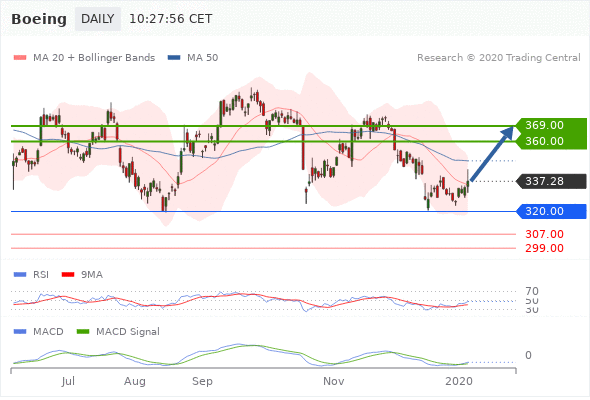 Boeing DAILY 10:27:56 CET
MA 20 + Bollinger Bands MA 50 Research © 2020 Trading Central
369.00
360.00
337.28
320.00
307.00
299.00
RSI 9MA
70
50
30
MACD MACD Signal
0
Jul Aug Sep Nov 2020